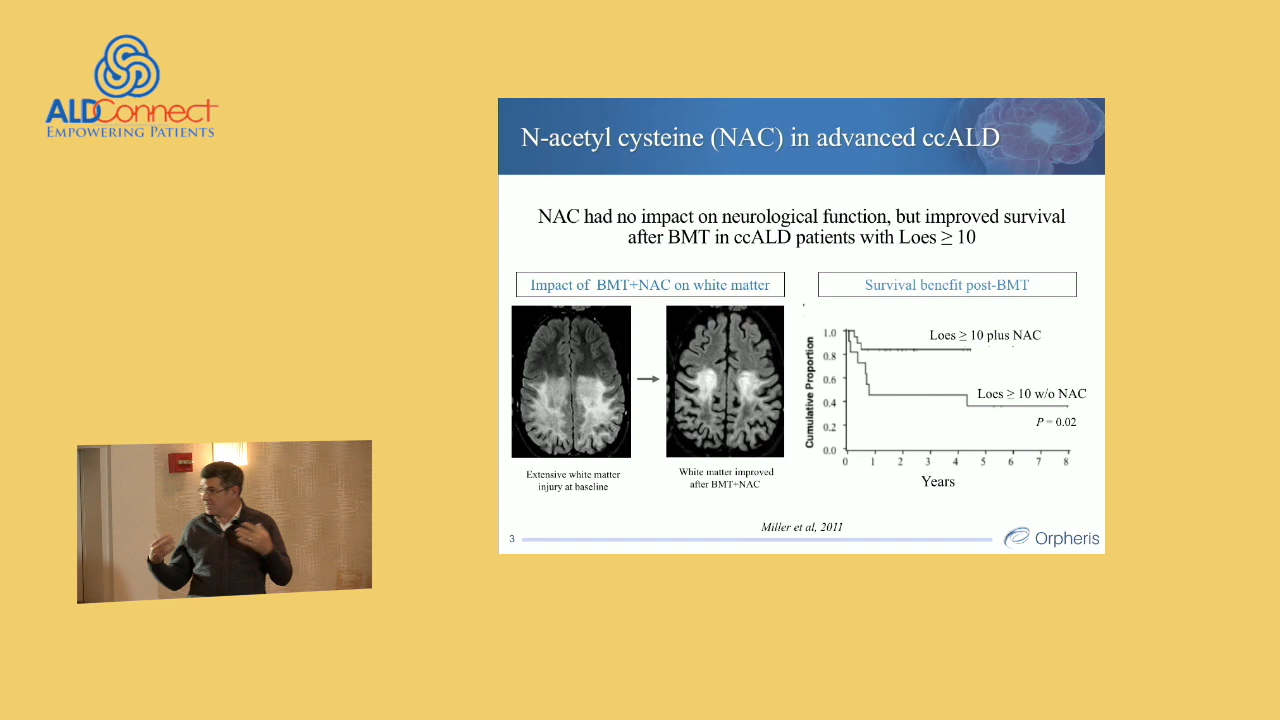 ALDConnect
EMPOWERING PATIENTS
N-acetyl cysteine (NAC) in advanced ccALD
NAC had no impact on neurological function, but improved survival
after BMT in ccALD patients with Loes ≥ 10
Impact of BMT+NAC on white matter
Extensive white matter
injury at baseline
White matter improved
after BMT+NAC
Survival benefit post-BMT
Cumulative Proportion
1.0
0.8
0.6
0.4
0.2
0.0
Loes ≥ 10 plus NAC
Loes ≥ 10 w/o NAC
P = 0.02
0 1 2 3 4 5 6 7 8
Years
Miller et al, 2011
3
Orpheris